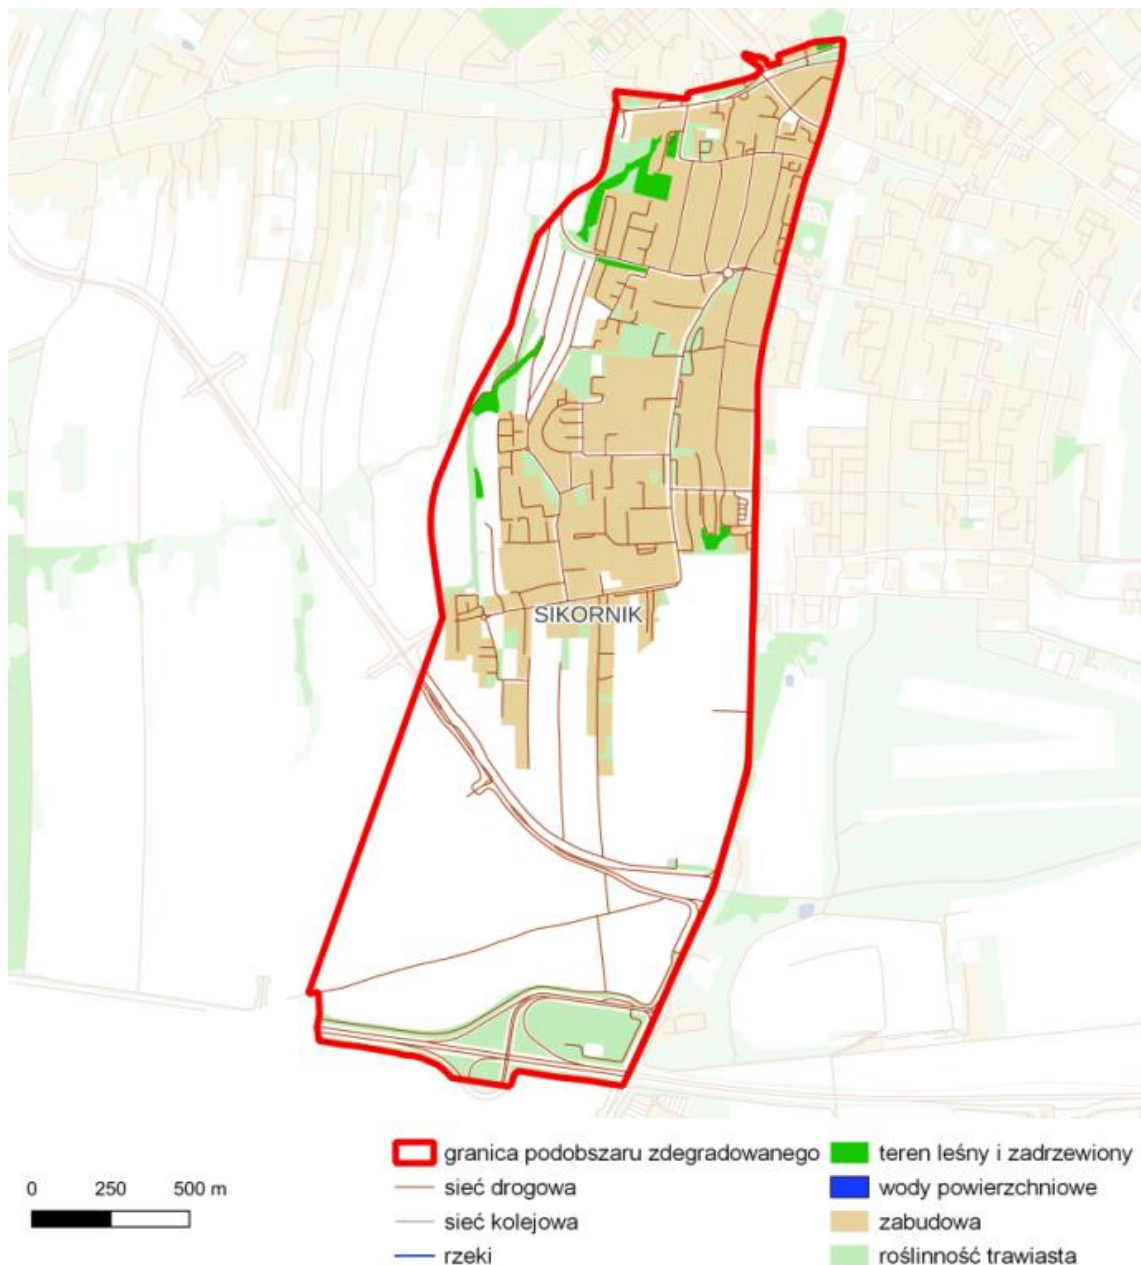 SIKORNIK
0 250 500 m
granica podobszaru zdegradowanego
sieć drogowa
sieć kolejowa
rzeki
teren leśny i zadrzewiony
wody powierzchniowe
zabudowa
roślinność trawiasta